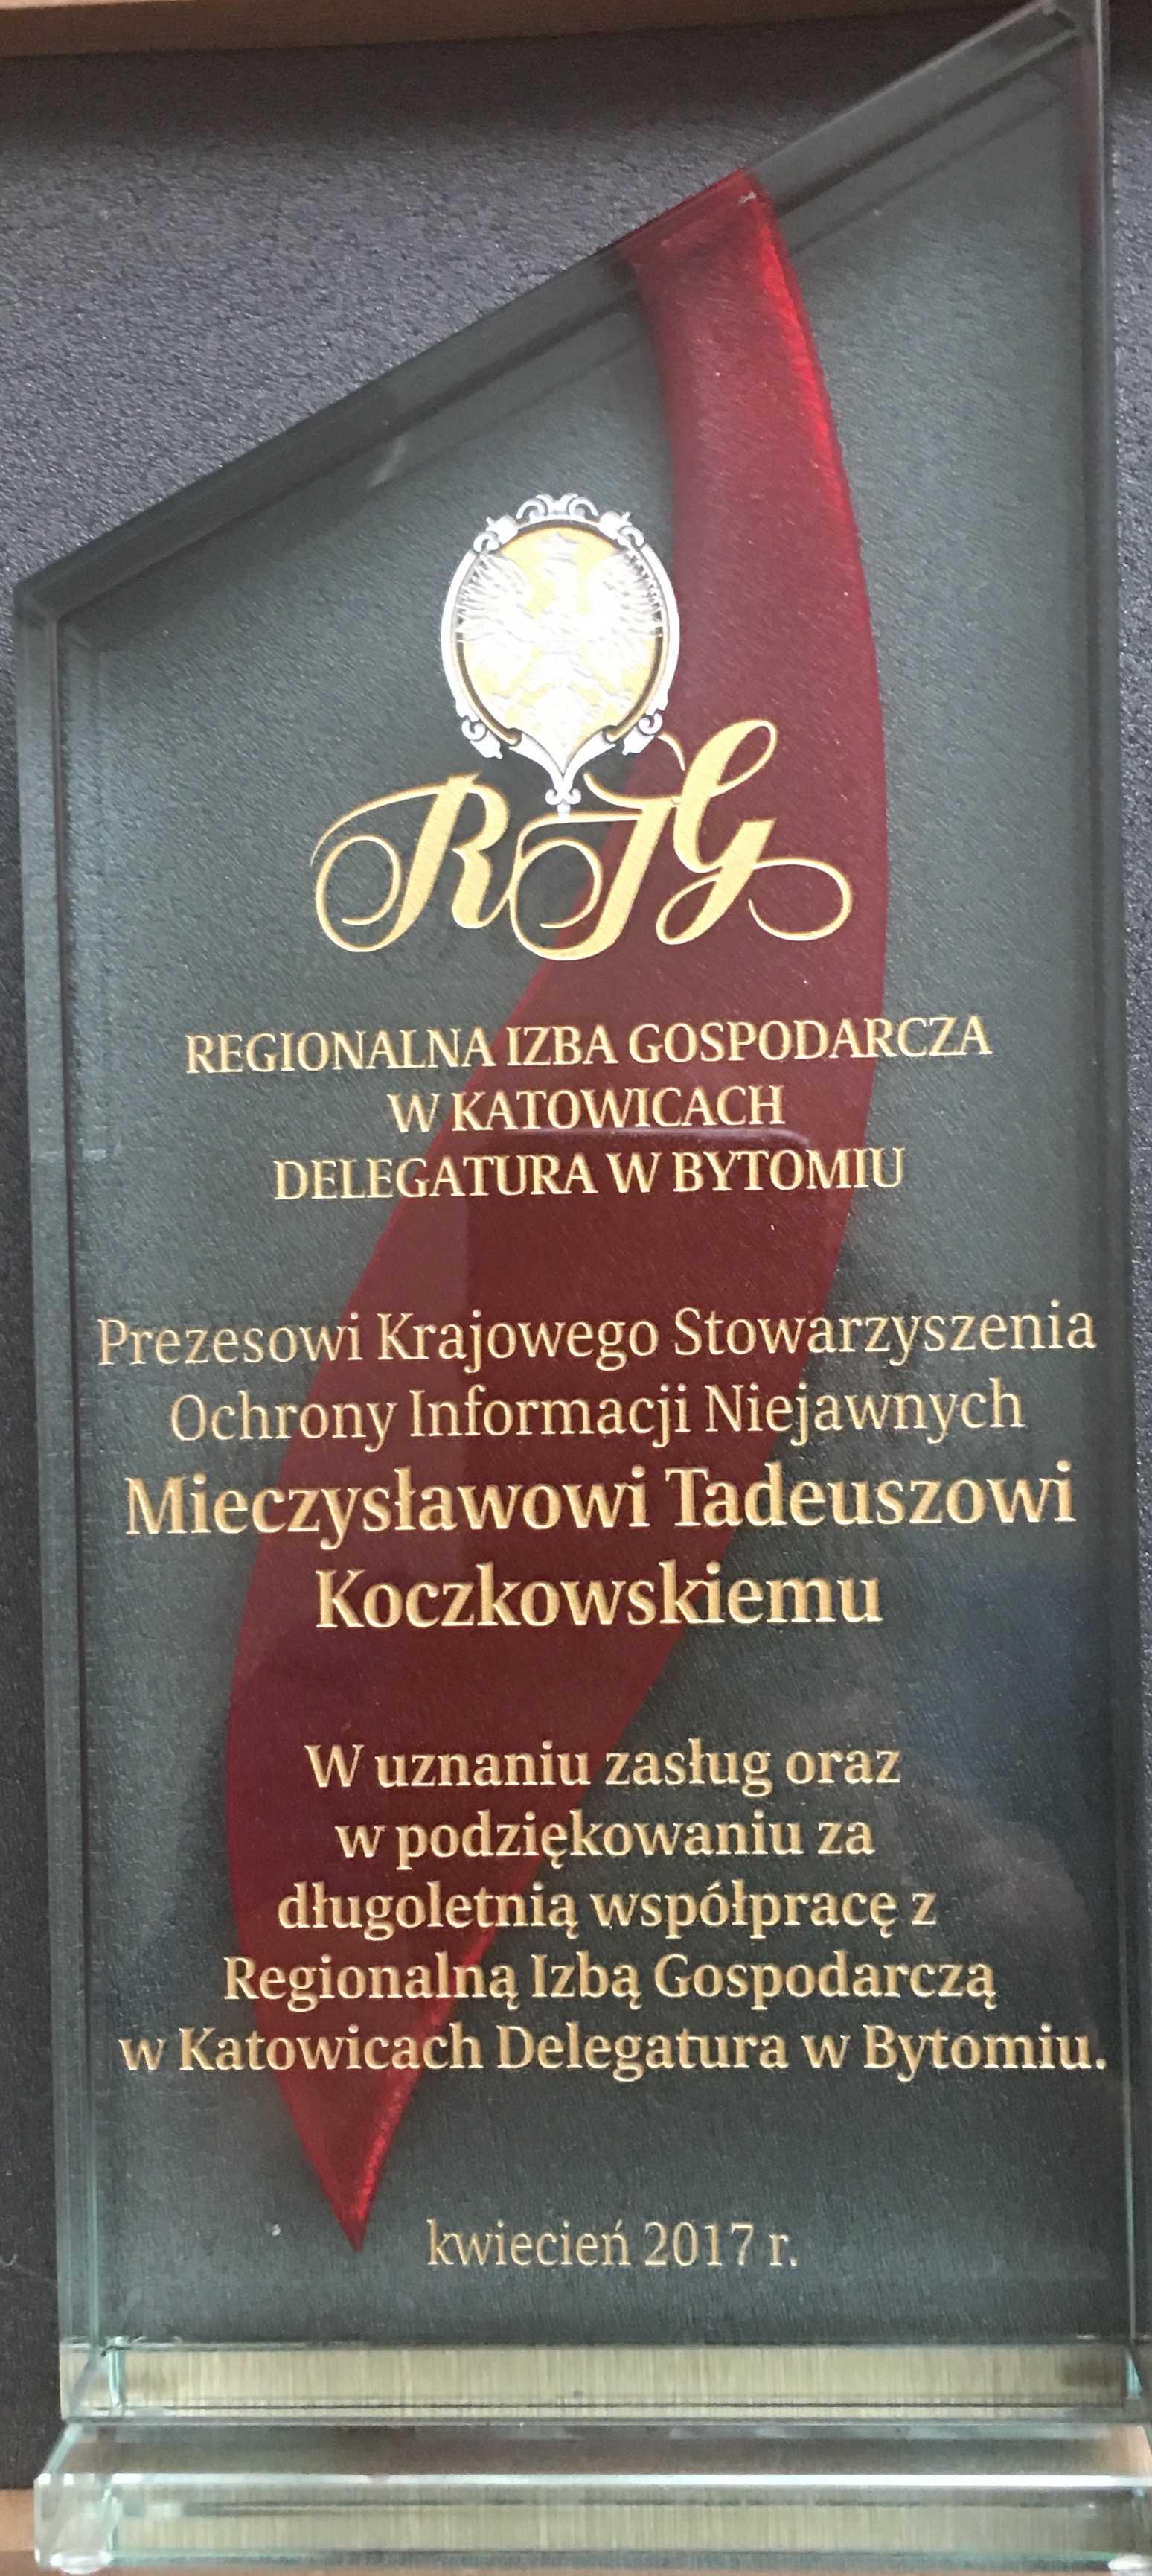 RIG
REGIONALNA IZBA GOSPODARCZA
W KATOWICACH
DELEGATURA W BYTOMIU
Prezesowi Krajowego Stowarzyszenia
Ochrony Informacji Niejawnych
Mieczysławowi Tadeuszowi
Koczkowskiemu
W uznaniu zasług oraz
w podziękowaniu za
długoletnią współpracę z
Regionalną Izbą Gospodarczą
w Katowicach Delegatura w Bytomiu.
kwiecień 2017 r.